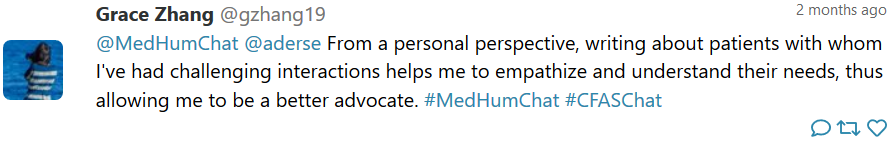 Grace Zhang @gzhang19 2 months ago
@MedHumChat @aderse From a personal perspective, writing about patients with whom
I've had challenging interactions helps me to empathize and understand their needs, thus
allowing me to be a better advocate. #MedHumChat #CFASChat